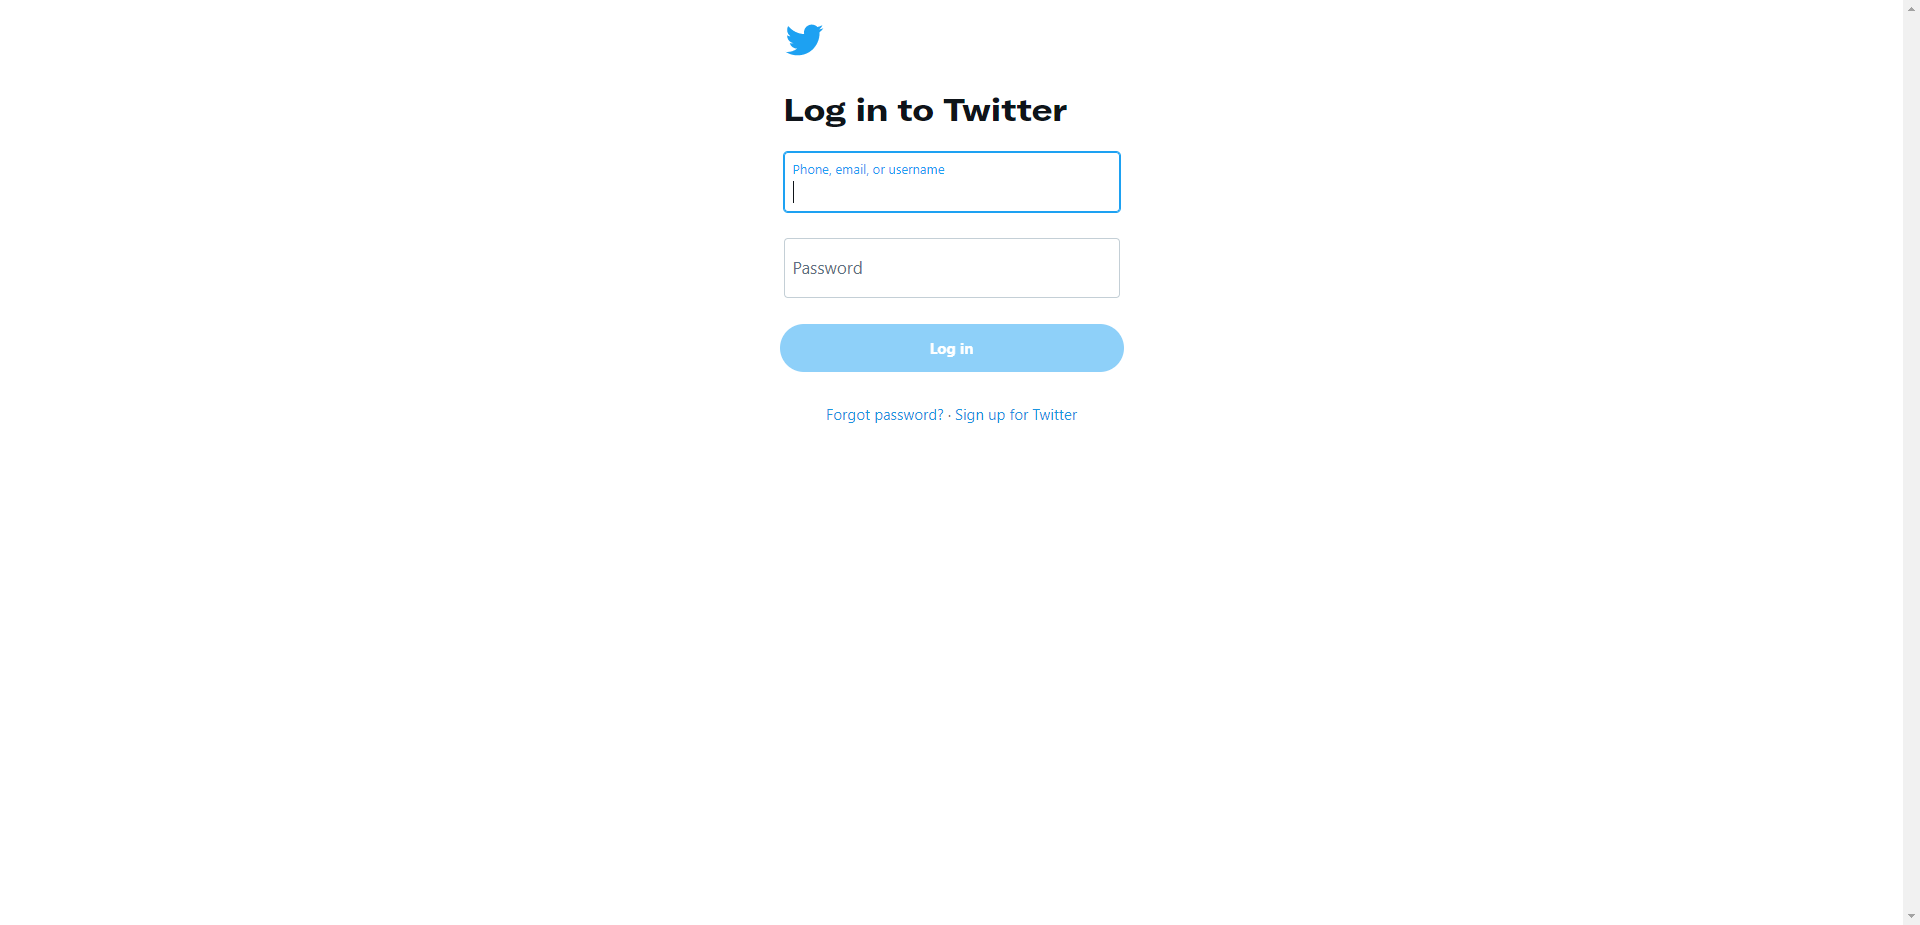 Log in to Twitter
Phone, email, or username
Password
Log in
Forgot password? · Sign up for Twitter